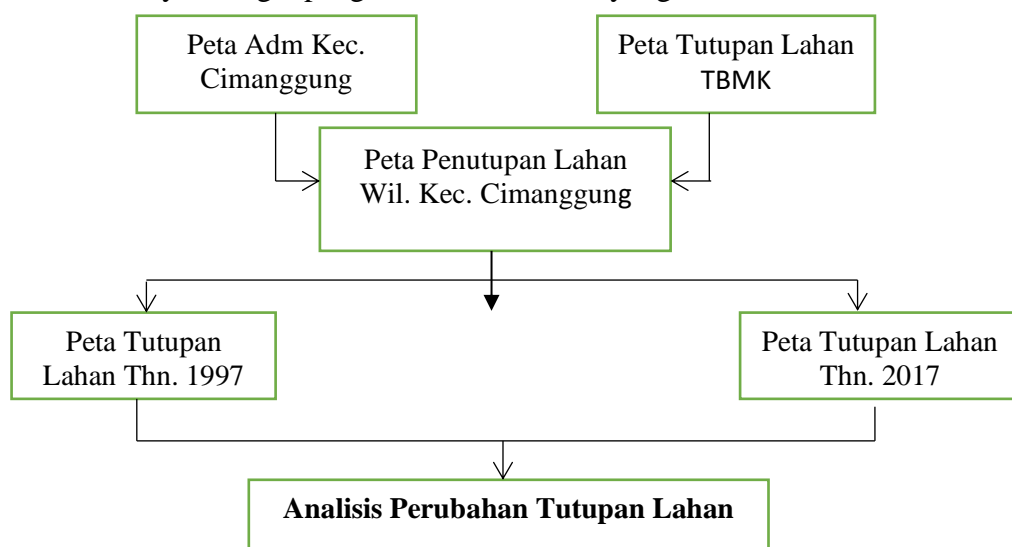 Peta Adm Kec.
Cimanggung
Peta Tutupan Lahan
TBMK
Peta Penutupan Lahan
Wil. Kec. Cimanggung
Peta Tutupan
Lahan Thn. 1997
Peta Tutupan Lahan
Thn. 2017
Analisis Perubahan Tutupan Lahan